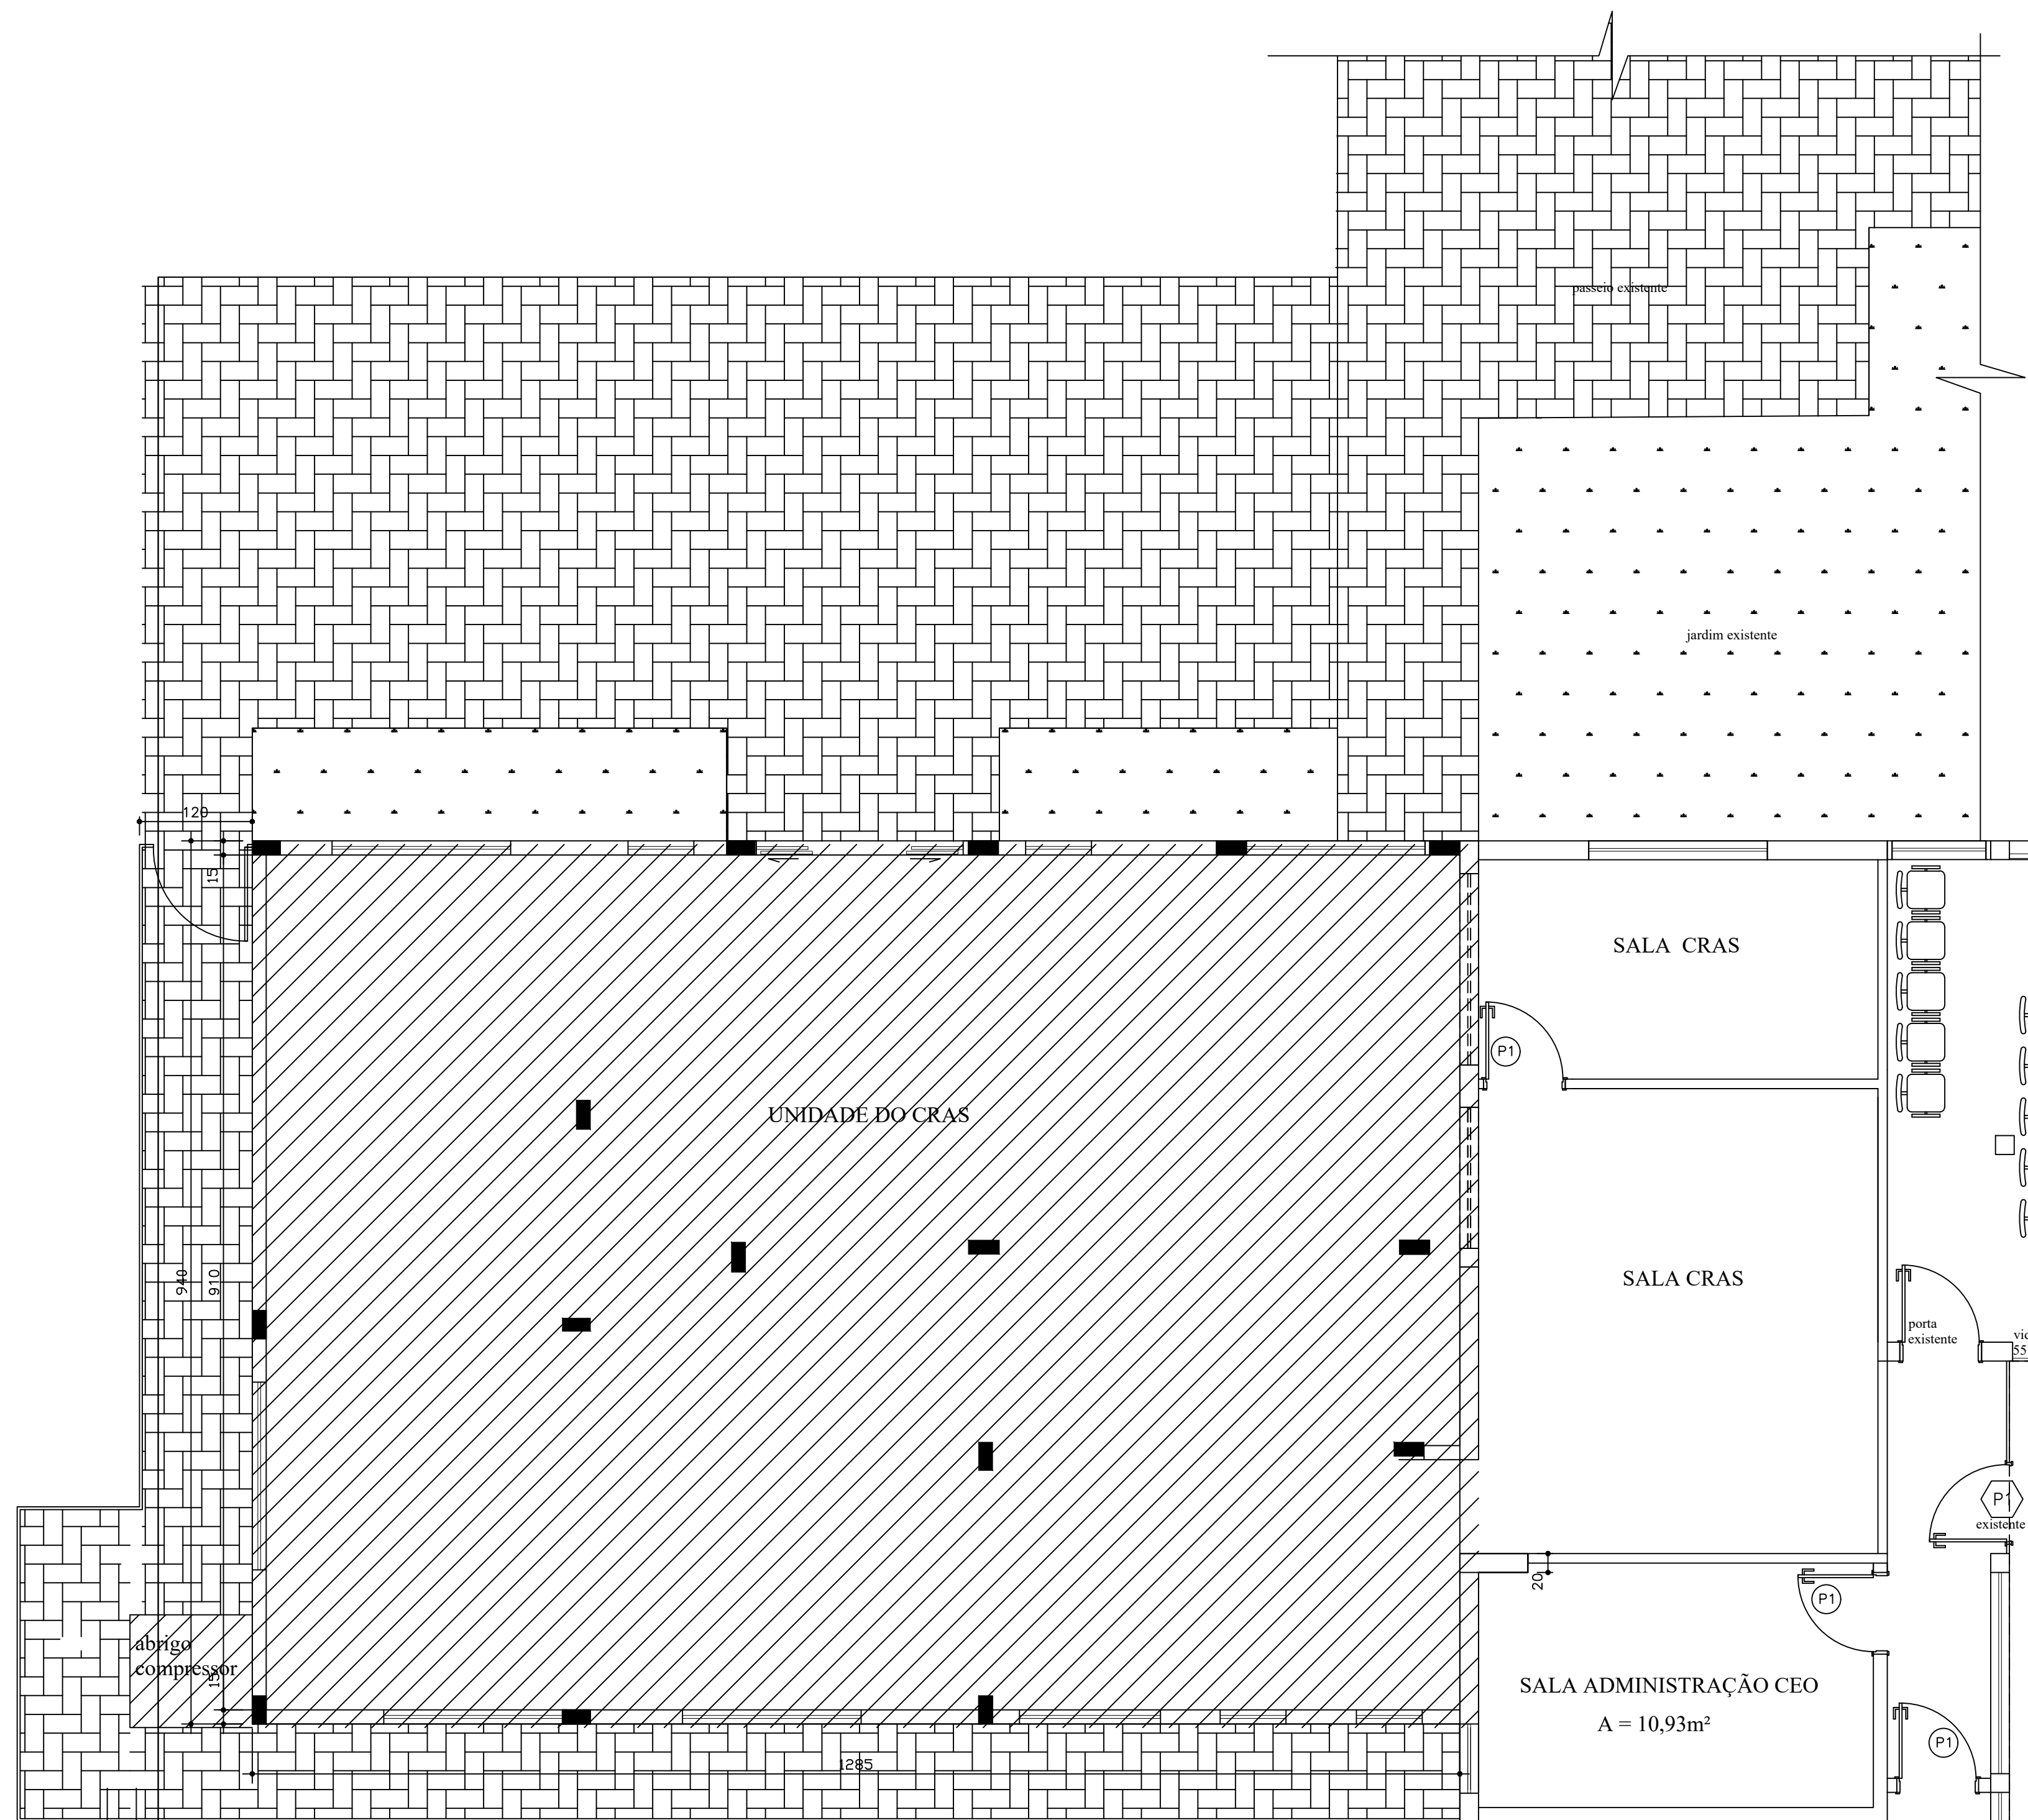 passeio existente
jardim existente
120
15
SALA  CRAS
P1
UNIDADE DO CRAS
940
910
SALA CRAS
porta
existente
55
P1
existente
20
P1
abrigo
compressor
15
SALA ADMINISTRAÇÃO CEO
A = 10,93m²
P1
1285